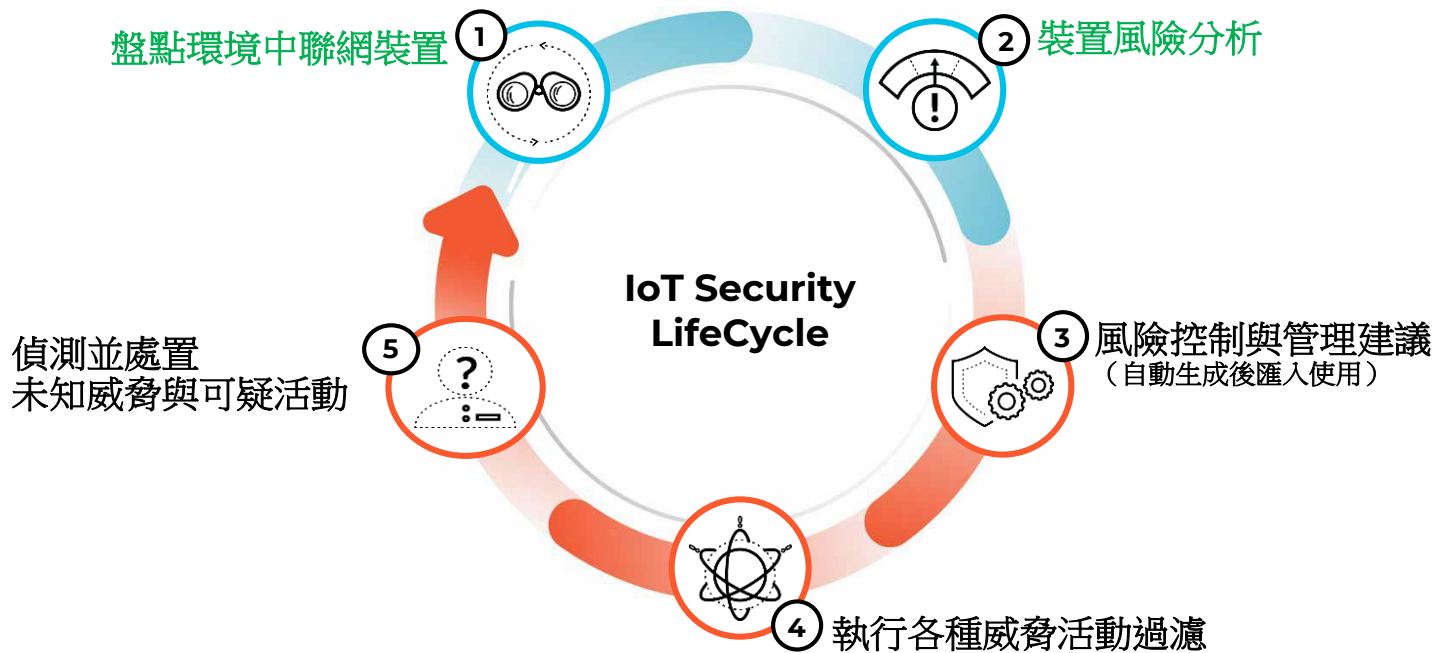 1
盤點環境中聯網裝置
2
裝置風險分析
IoT Security
LifeCycle
3
風險控制與管理建議
（自動生成後匯入使用）
4
執行各種威脅活動過濾
5
偵測並處置
未知威脅與可疑活動